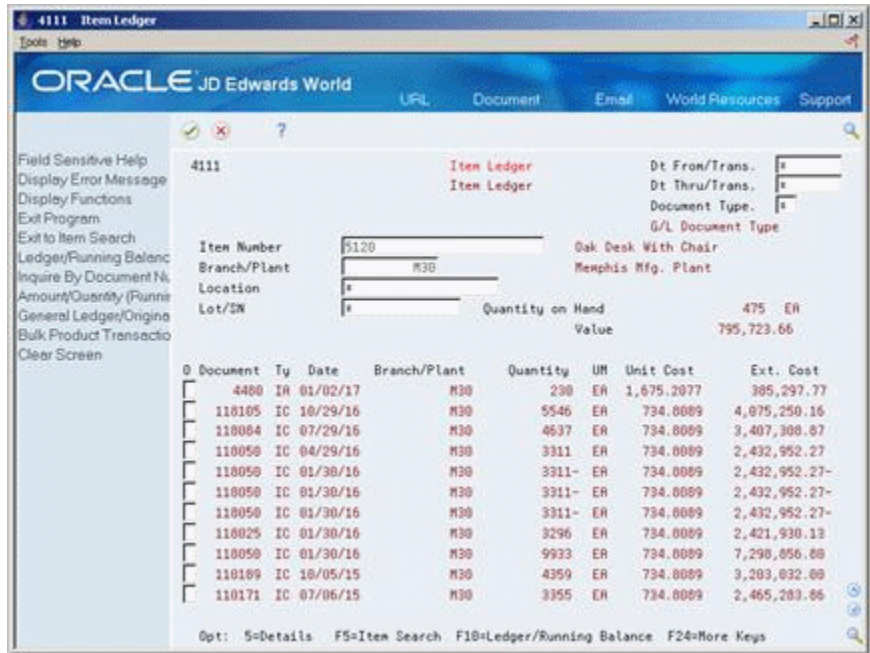 4111 Item Ledger
Tools Help
ORACLE JD Edwards World
URL Document Email World Resources Support
?
Field Sensitive Help
Display Error Message
Display Functions
Exit Program
Exit to Item Search
Ledger/Running Balanc
Inquire By Document Nu
Amount/Quantity (Runnin
General Ledger/Origina
Bulk Product Transactio
Clear Screen
4111 Item Ledger Dt From/Trans. *
Item Ledger Dt Thru/Trans. *
Document Type. *
G/L Document Type
Item Number 5120 Oak Desk With Chair
Branch/Plant M30 Memphis Mfg. Plant
Location *
Lot/SN * Quantity on Hand 475 EA
Value 795,723.66
O Document Ty Date Branch/Plant Quantity UM Unit Cost Ext. Cost
4480 IA 01/02/17 M30 230 EA 1,675.2077 385,297.77
118105 IC 10/29/16 M30 5546 EA 734.8089 4,075,250.16
118084 IC 07/29/16 M30 4637 EA 734.8089 3,407,308.87
118050 IC 04/29/16 M30 3311 EA 734.8089 2,432,952.27
118050 IC 01/30/16 M30 3311- EA 734.8089 2,432,952.27-
118050 IC 01/30/16 M30 3311- EA 734.8089 2,432,952.27-
118050 IC 01/30/16 M30 3311- EA 734.8089 2,432,952.27-
118025 IC 01/30/16 M30 3296 EA 734.8089 2,421,930.13
118050 IC 01/30/16 M30 9933 EA 734.8089 7,298,856.80
110189 IC 10/05/15 M30 4359 EA 734.8089 3,203,032.00
110171 IC 07/06/15 M30 3355 EA 734.8089 2,465,283.86
Opt: 5=Details F5=Item Search F18=Ledger/Running Balance F24=More Keys